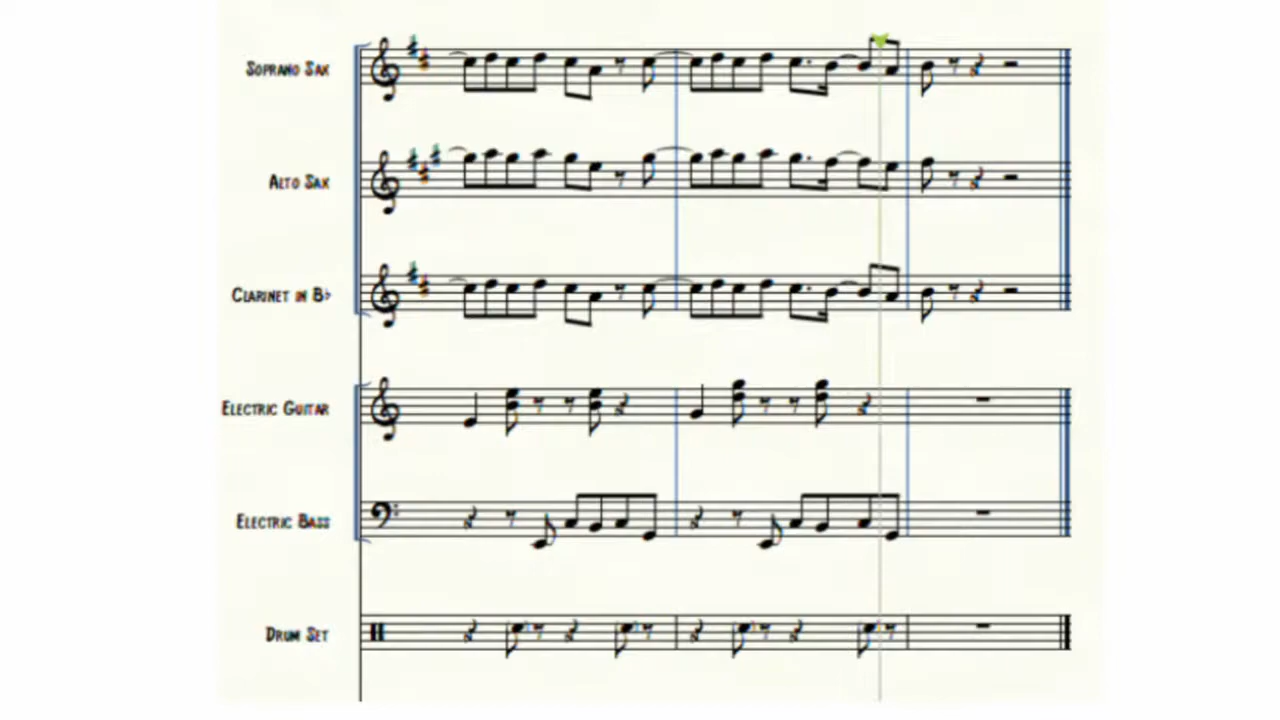 Soprano Sax
Alto Sax
Clarinet in B♭
Electric Guitar
Electric Bass
Drum Set